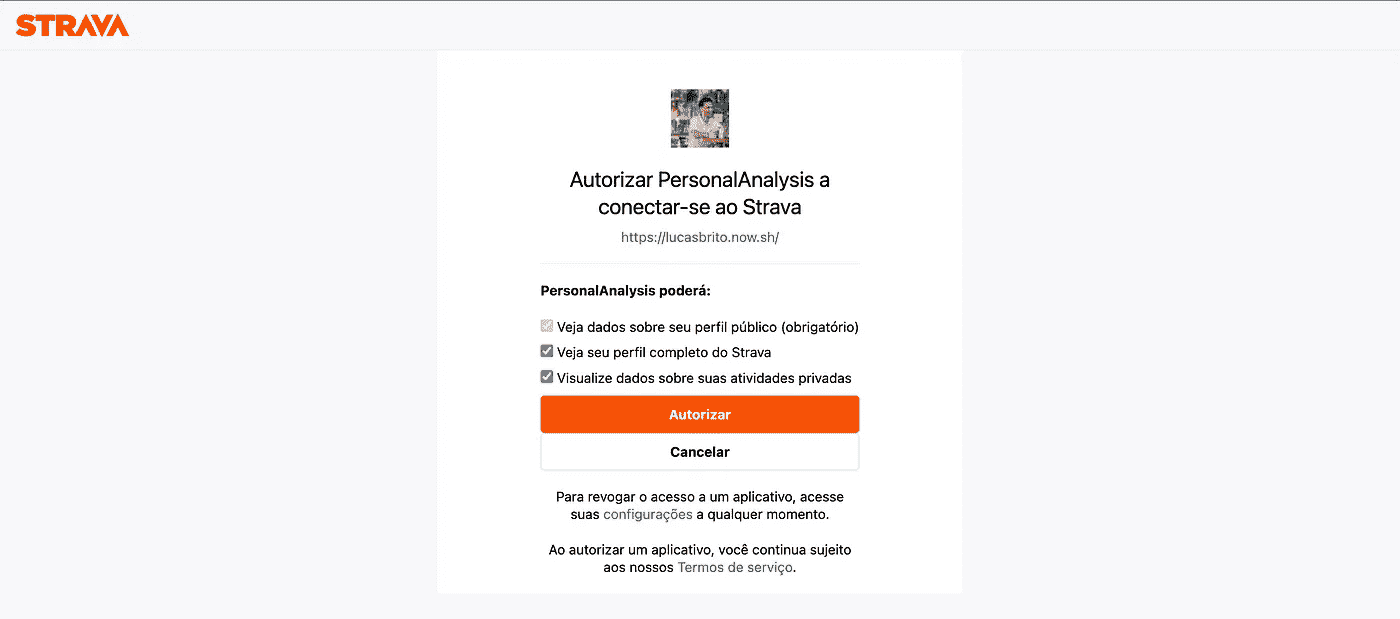 STRAVA
Autorizar PersonalAnalysis a
conectar-se ao Strava
https://lucasbrito.now.sh/
PersonalAnalysis poderá:
Veja dados sobre seu perfil público (obrigatório)
Veja seu perfil completo do Strava
Visualize dados sobre suas atividades privadas
Autorizar
Cancelar
Para revogar o acesso a um aplicativo, acesse
suas configurações a qualquer momento.
Ao autorizar um aplicativo, você continua sujeito
aos nossos Termos de serviço.